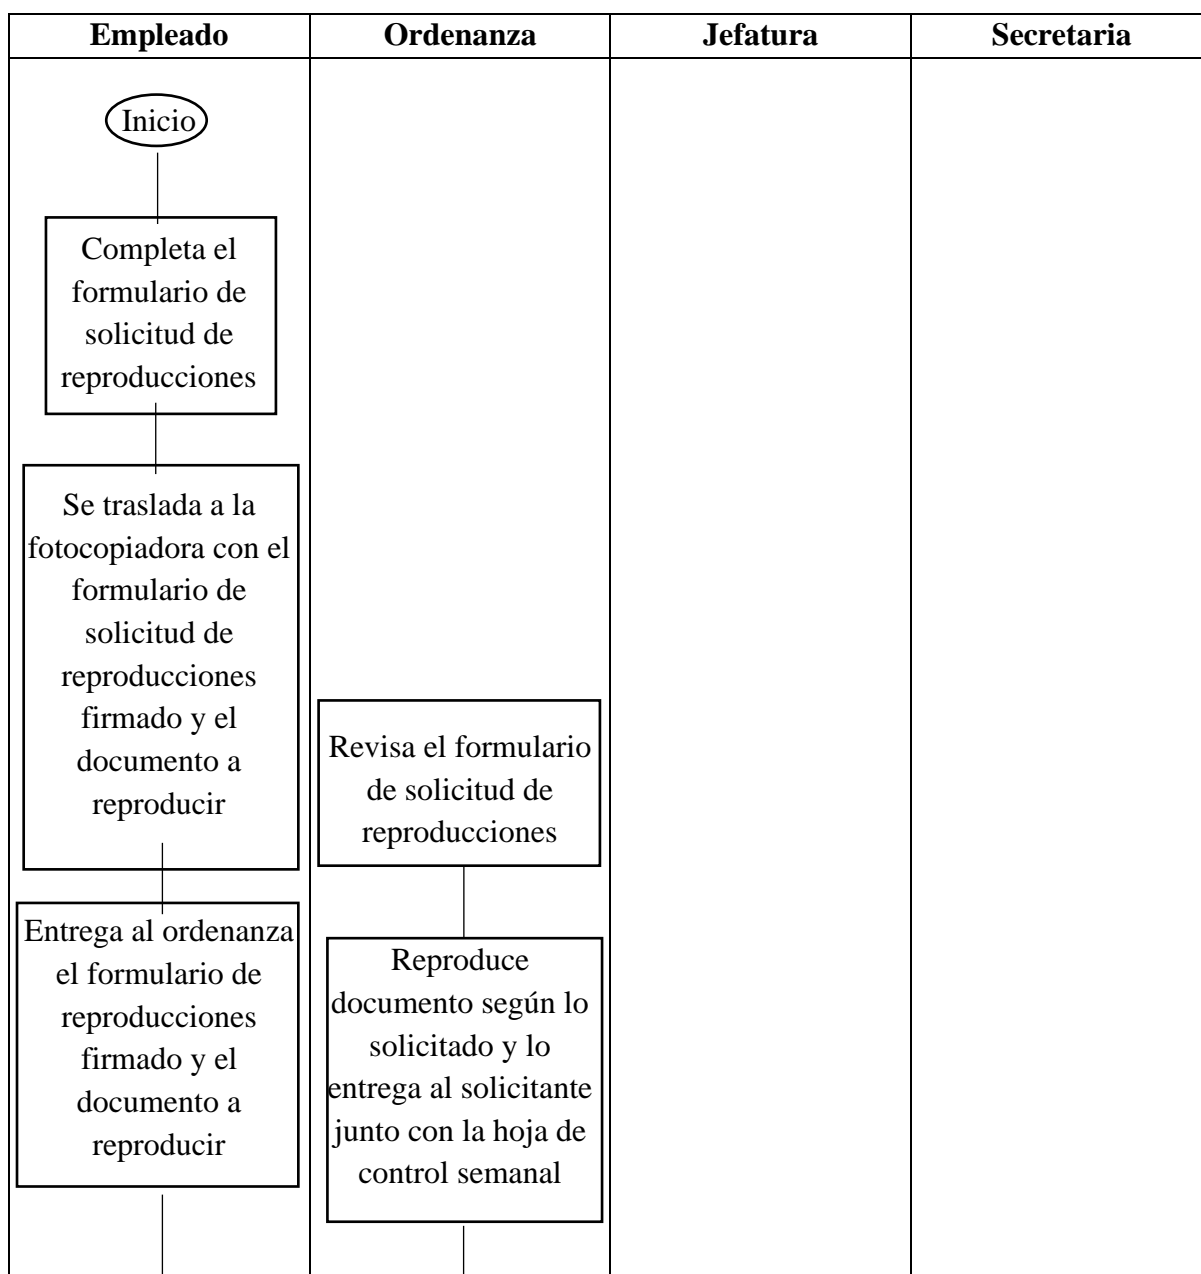 Empleado
Ordenanza
Jefatura
Secretaria
Inicio
Completa el
formulario de
solicitud de
reproducciones
Se traslada a la
fotocopiadora con el
formulario de
solicitud de
reproducciones
firmado y el
documento a
reproducir
Entrega al ordenanza
el formulario de
reproducciones
firmado y el
documento a
reproducir
Revisa el formulario
de solicitud de
reproducciones
Reproduce
documento según lo
solicitado y lo
entrega al solicitante
junto con la hoja de
control semanal